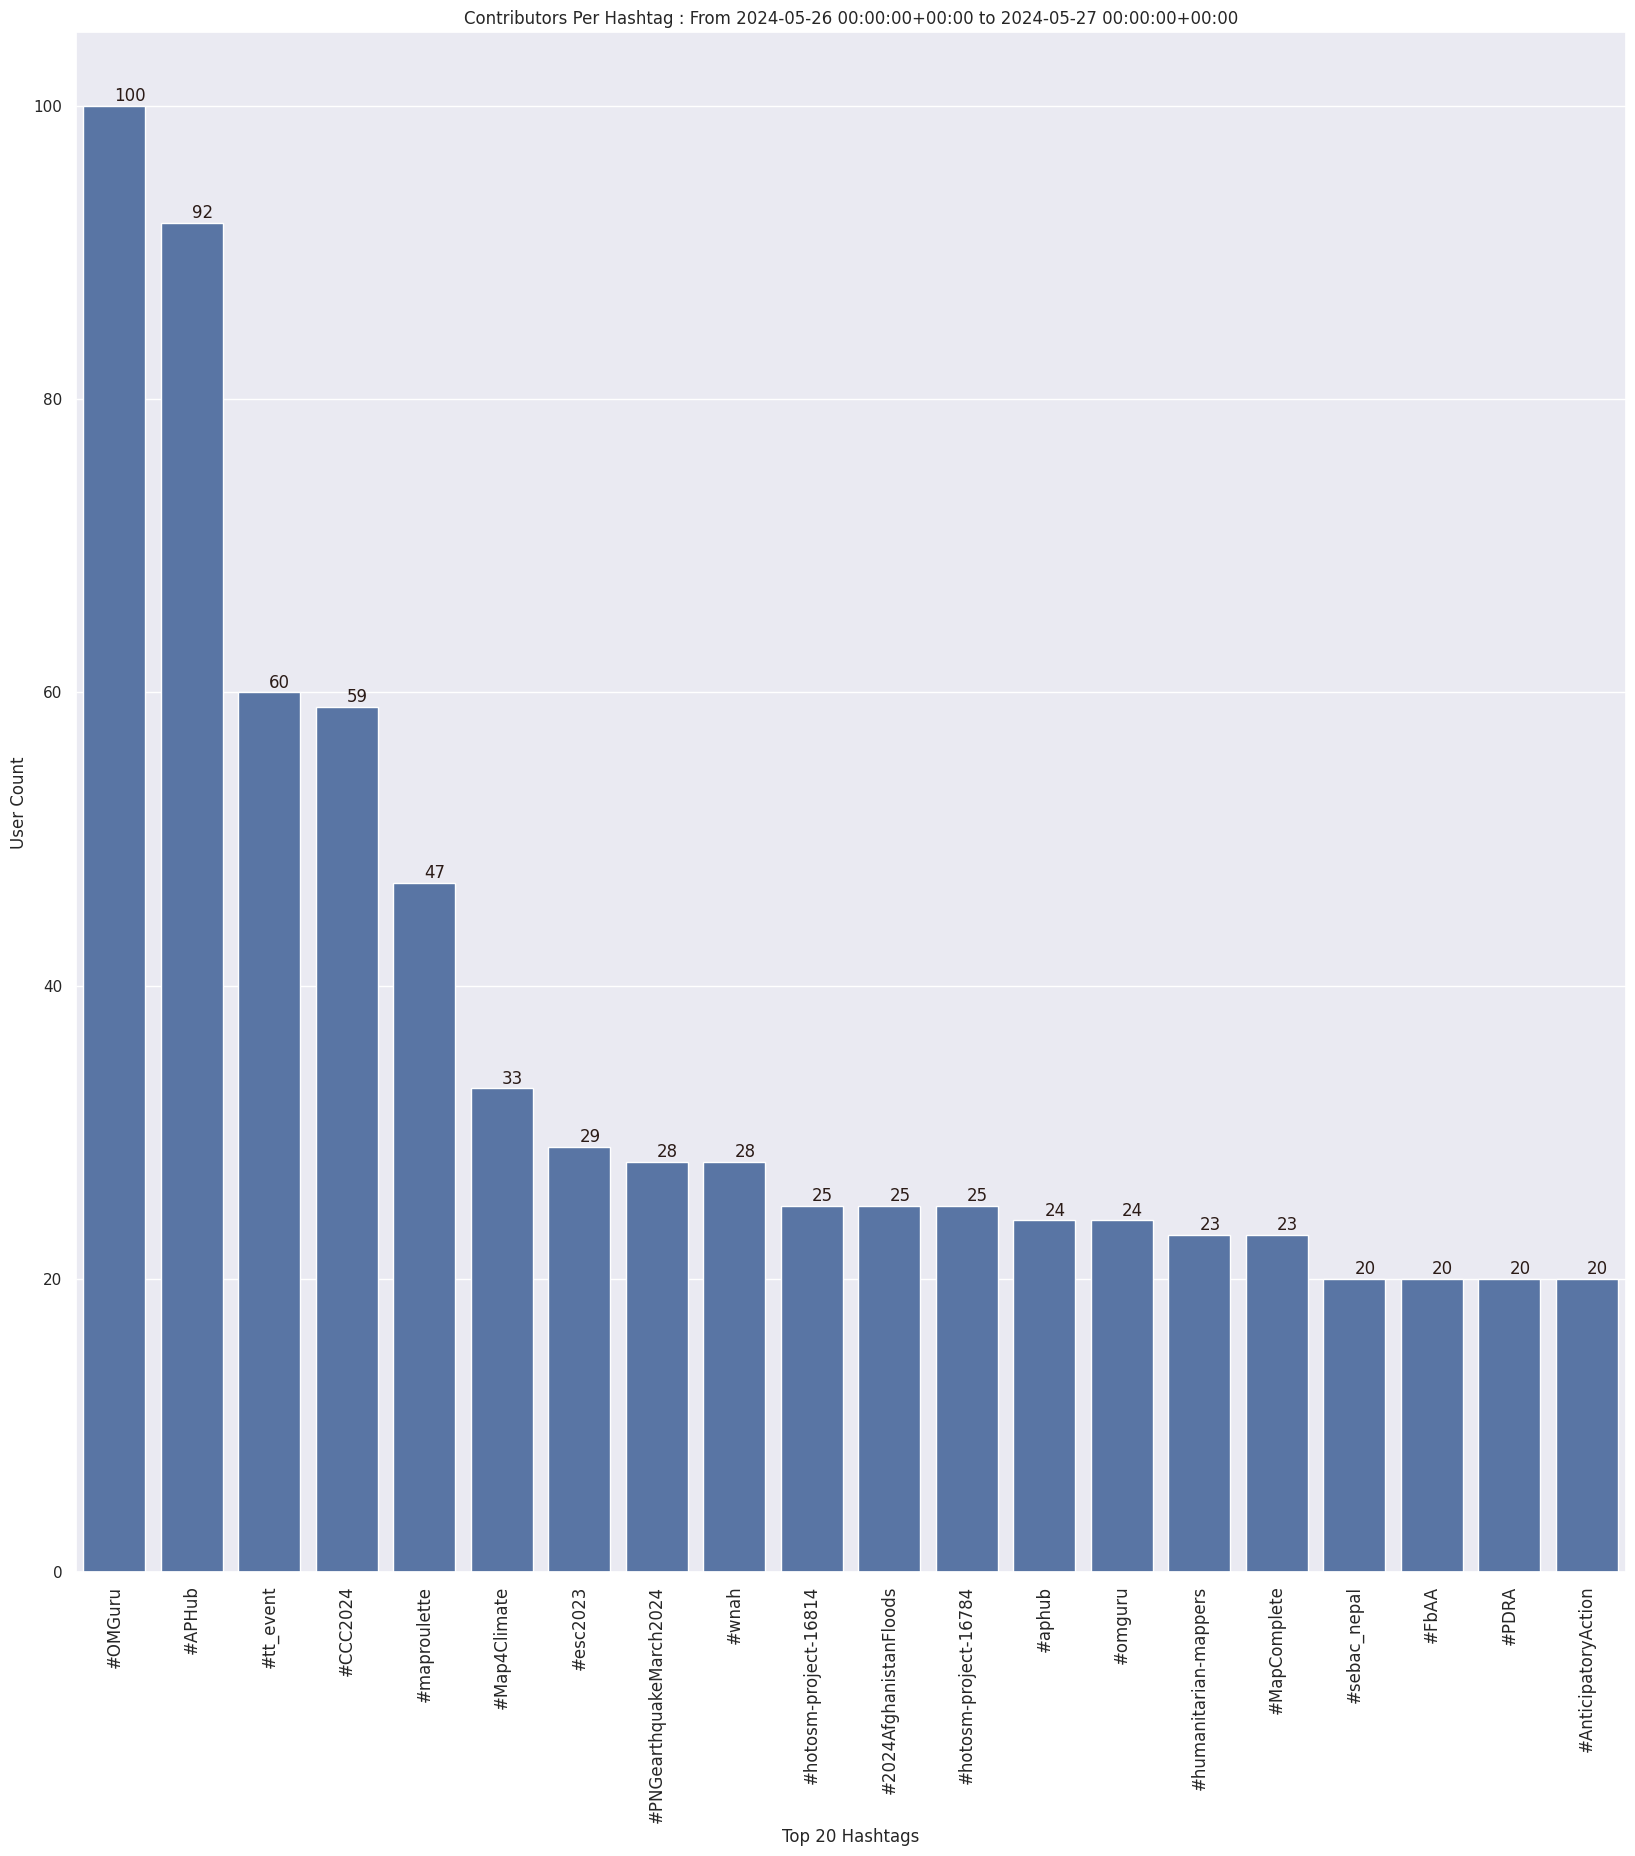 Contributors Per Hashtag : From 2024-05-26 00:00:00+00:00 to 2024-05-27 00:00:00+00:00
User Count
100
80
60
40
20
0
100
92
60
59
47
33
29
28
28
25
25
25
24
24
23
23
20
20
20
20
#OMGuru
#APHub
#tt_event
#CCC2024
#maproulette
#Map4Climate
#esc2023
#PNGearthquakeMarch2024
#wnah
#hotosm-project-16814
#2024AfghanistanFloods
#hotosm-project-16784
#aphub
#omguru
#humanitarian-mappers
#MapComplete
#sebac_nepal
#FbAA
#PDRA
#AnticipatoryAction
Top 20 Hashtags